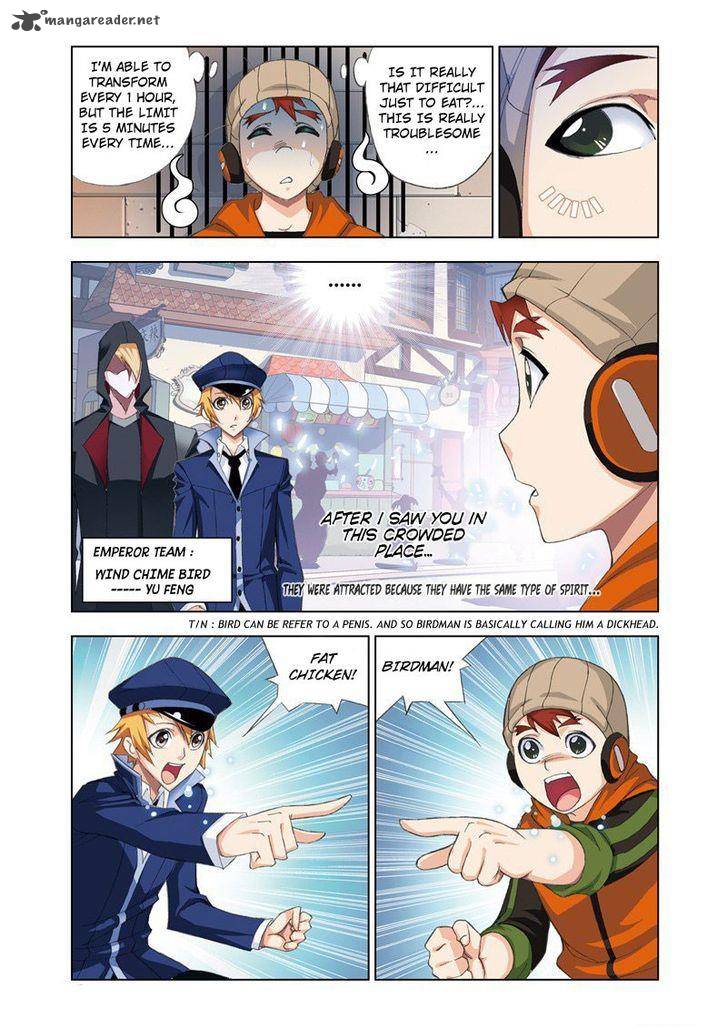 mangareader.net
I'M ABLE TO
TRANSFORM
EVERY 1 HOUR,
BUT THE LIMIT
IS 5 MINUTES
EVERY TIME...
IS IT REALLY
THAT DIFFICULT
JUST TO EAT?...
THIS IS REALLY
TROUBLESOME
...
......
AFTER I SAW YOU IN
THIS CROWDED
PLACE...
EMPEROR TEAM :
WIND CHIME BIRD
----- YU FENG
THEY WERE ATTRACTED BECAUSE THEY HAVE THE SAME TYPE OF SPIRIT...
T/N : BIRD CAN BE REFER TO A PENIS. AND SO BIRDMAN IS BASICALLY CALLING HIM A DICKHEAD.
FAT
CHICKEN!
BIRDMAN!